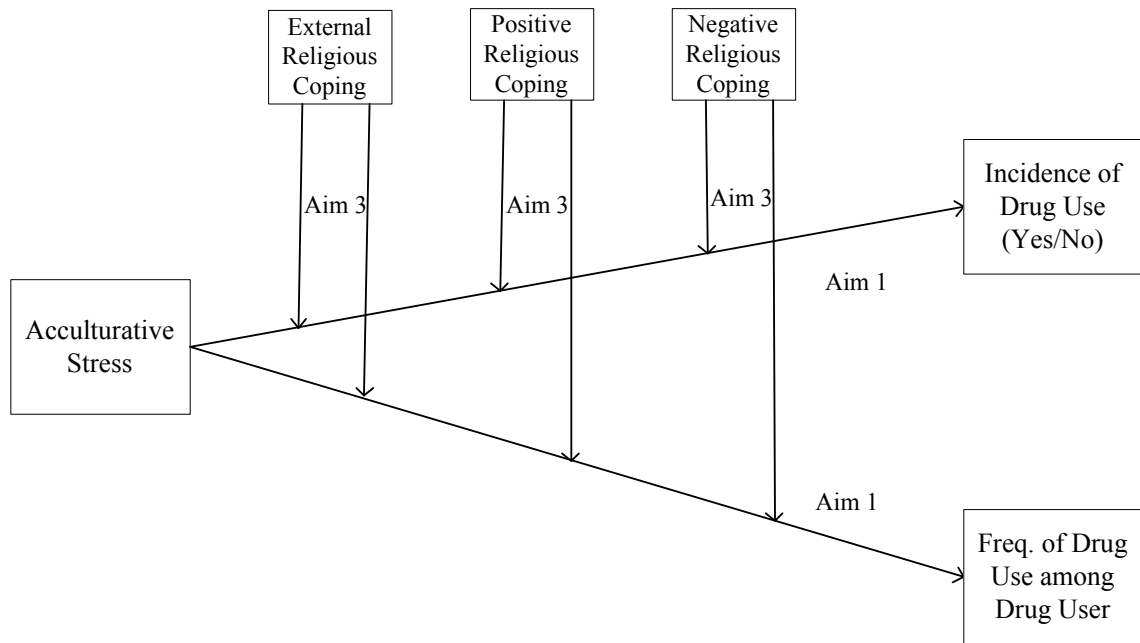 External
Religious
Coping
Positive
Religious
Coping
Negative
Religious
Coping
Aim 3
Aim 3
Aim 3
Incidence of
Drug Use
(Yes/No)
Aim 1
Acculturative
Stress
Aim 1
Freq. of Drug
Use among
Drug User